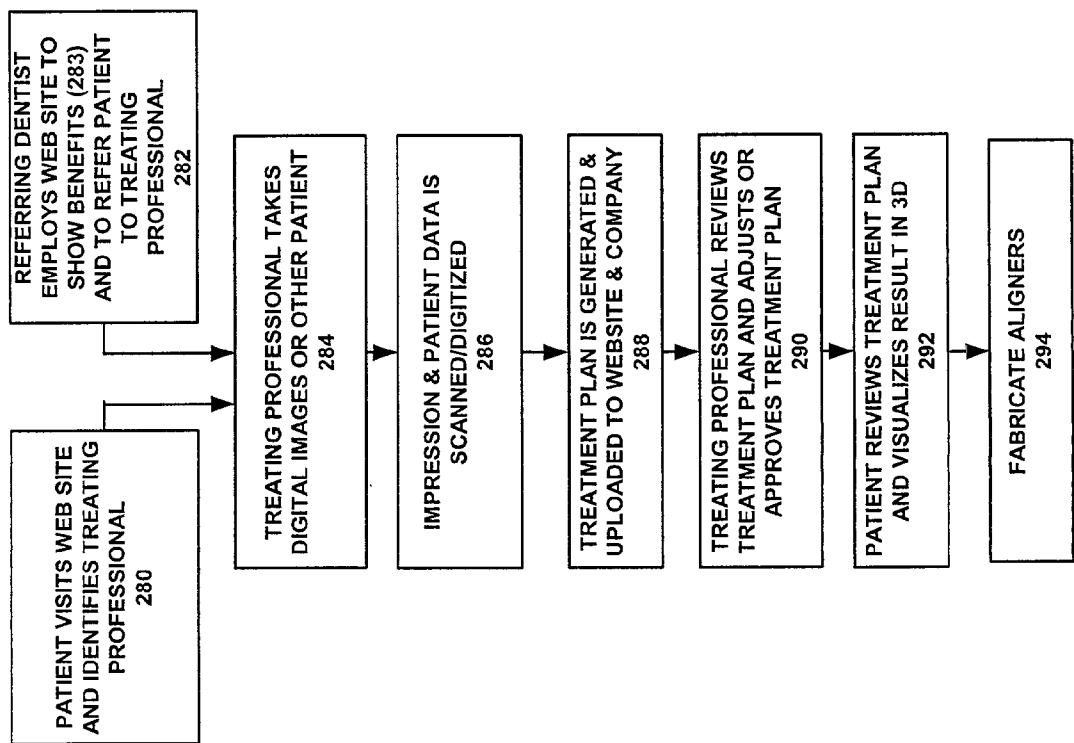 PATIENT VISITS WEB SITE
AND IDENTIFIES TREATING
PROFESSIONAL
280
REFERRING DENTIST
EMPLOYS WEB SITE TO
SHOW BENEFITS (283)
AND TO REFER PATIENT
TO TREATING
PROFESSIONAL
282
TREATING PROFESSIONAL TAKES
DIGITAL IMAGES OR OTHER PATIENT
284
IMPRESSION & PATIENT DATA IS
SCANNED/DIGITIZED
286
TREATMENT PLAN IS GENERATED &
UPLOADED TO WEBSITE & COMPANY
288
TREATING PROFESSIONAL REVIEWS
TREATMENT PLAN AND ADJUSTS OR
APPROVES TREATMENT PLAN
290
PATIENT REVIEWS TREATMENT PLAN
AND VISUALIZES RESULT IN 3D
292
FABRICATE ALIGNERS
294